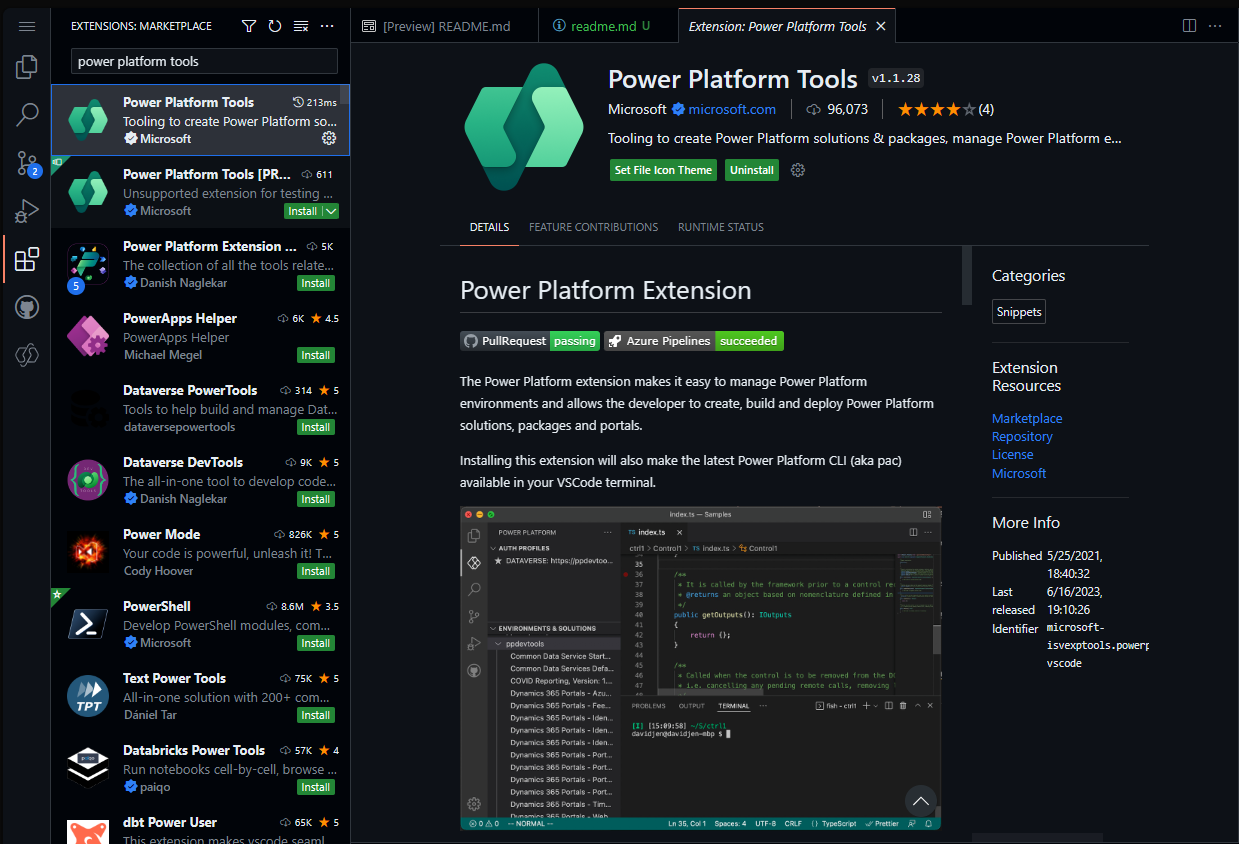 EXTENSIONS: MARKETPLACE
power platform tools
Power Platform Tools 213ms
Tooling to create Power Platform so...
Microsoft
Power Platform Tools [PR... 611
Unsupported extension for testing ...
Microsoft Install
Power Platform Extension ... 5K
The collection of all the tools relate...
Danish Naglekar Install
5
PowerApps Helper 6K 4.5
PowerApps Helper
Michael Megel Install
Dataverse PowerTools 314 5
Tools to help build and manage Dat...
dataversepowertools Install
Dataverse DevTools 9K 5
The all-in-one tool to develop code...
Danish Naglekar Install
Power Mode 826K 5
Your code is powerful, unleash it! T...
Cody Hoover Install
PowerShell 8.6M 3.5
Develop PowerShell modules, com...
Microsoft Install
Text Power Tools 75K 5
All-in-one solution with 200+ com...
Dániel Tar Install
TPT
Databricks Power Tools 57K 4
Run notebooks cell-by-cell, browse ...
paiqo Install
dbt Power User 65K 5
This extension makes vscode seaml...
2
[Preview] README.md
readme.md U
Extension: Power Platform Tools
Power Platform Tools v1.1.28
Microsoft microsoft.com 96,073 (4)
Tooling to create Power Platform solutions & packages, manage Power Platform e...
Set File Icon Theme Uninstall
DETAILS FEATURE CONTRIBUTIONS RUNTIME STATUS
Power Platform Extension
PullRequest passing Azure Pipelines succeeded
The Power Platform extension makes it easy to manage Power Platform
environments and allows the developer to create, build and deploy Power Platform
solutions, packages and portals.
Installing this extension will also make the latest Power Platform CLI (aka pac)
available in your VSCode terminal.
index.ts — Samples
POWER PLATFORM
AUTH PROFILES
DATAVERSE: https://ppdevtoo...
ENVIRONMENTS & SOLUTIONS
ppdevtools
Common Data Service Start...
Common Data Services Defa...
COVID Reporting, Version: 1....
Dynamics 365 Portals - Azu...
Dynamics 365 Portals - Fee...
Dynamics 365 Portals - Iden...
Dynamics 365 Portals - Iden...
Dynamics 365 Portals - Iden...
Dynamics 365 Portals - Port...
Dynamics 365 Portals - Port...
Dynamics 365 Portals - Port...
Dynamics 365 Portals - Port...
Dynamics 365 Portals - Tim...
Dynamics 365 Portals - Web...
TS index.ts
ctrl1 > Control1 > TS index.ts > Control1
34 }
35
36 /**
37 * It is called by the framework prior to a control re
38 * @returns an object based on nomenclature defined in
39 */
40 public getOutputs(): IOutputs
41 {
42 return {};
43 }
44
45 /**
46 * Called when the control is to be removed from the D
47 * i.e. cancelling any pending remote calls, removing
PROBLEMS OUTPUT TERMINAL fish - ctrl1
[I] [15:09:58] ~/S/ctrl1
davidjen@davidjen-mbp $
0 0 -- NORMAL -- Ln 35, Col 1 Spaces: 4 UTF-8 CRLF TypeScript Prettier
Categories
Snippets
Extension
Resources
Marketplace
Repository
License
Microsoft
More Info
Published 5/25/2021,
18:40:32
Last 6/16/2023,
released 19:10:26
Identifier microsoft-
isvexptools.powerp
vscode